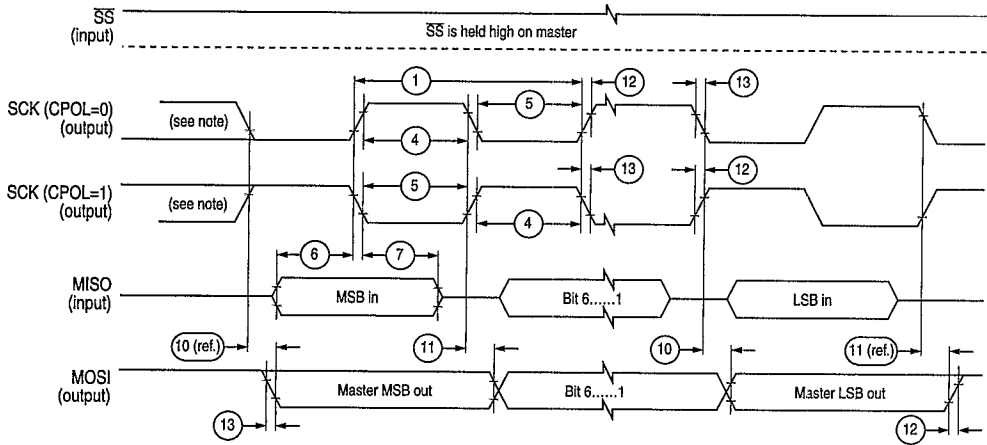 SS
(input)
SS is held high on master
1
12
13
SCK (CPOL=0)
(output)
(see note)
5
4
13
12
SCK (CPOL=1)
(output)
(see note)
5
4
6
7
MISO
(input)
MSB in
Bit 6......1
LSB in
10 (ref.)
11
10
11 (ref.)
MOSI
(output)
Master MSB out
Bit 6......1
Master LSB out
13
12